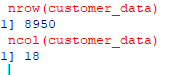 nrow(customer_data)
1] 8950
ncol(customer_data)
1] 18